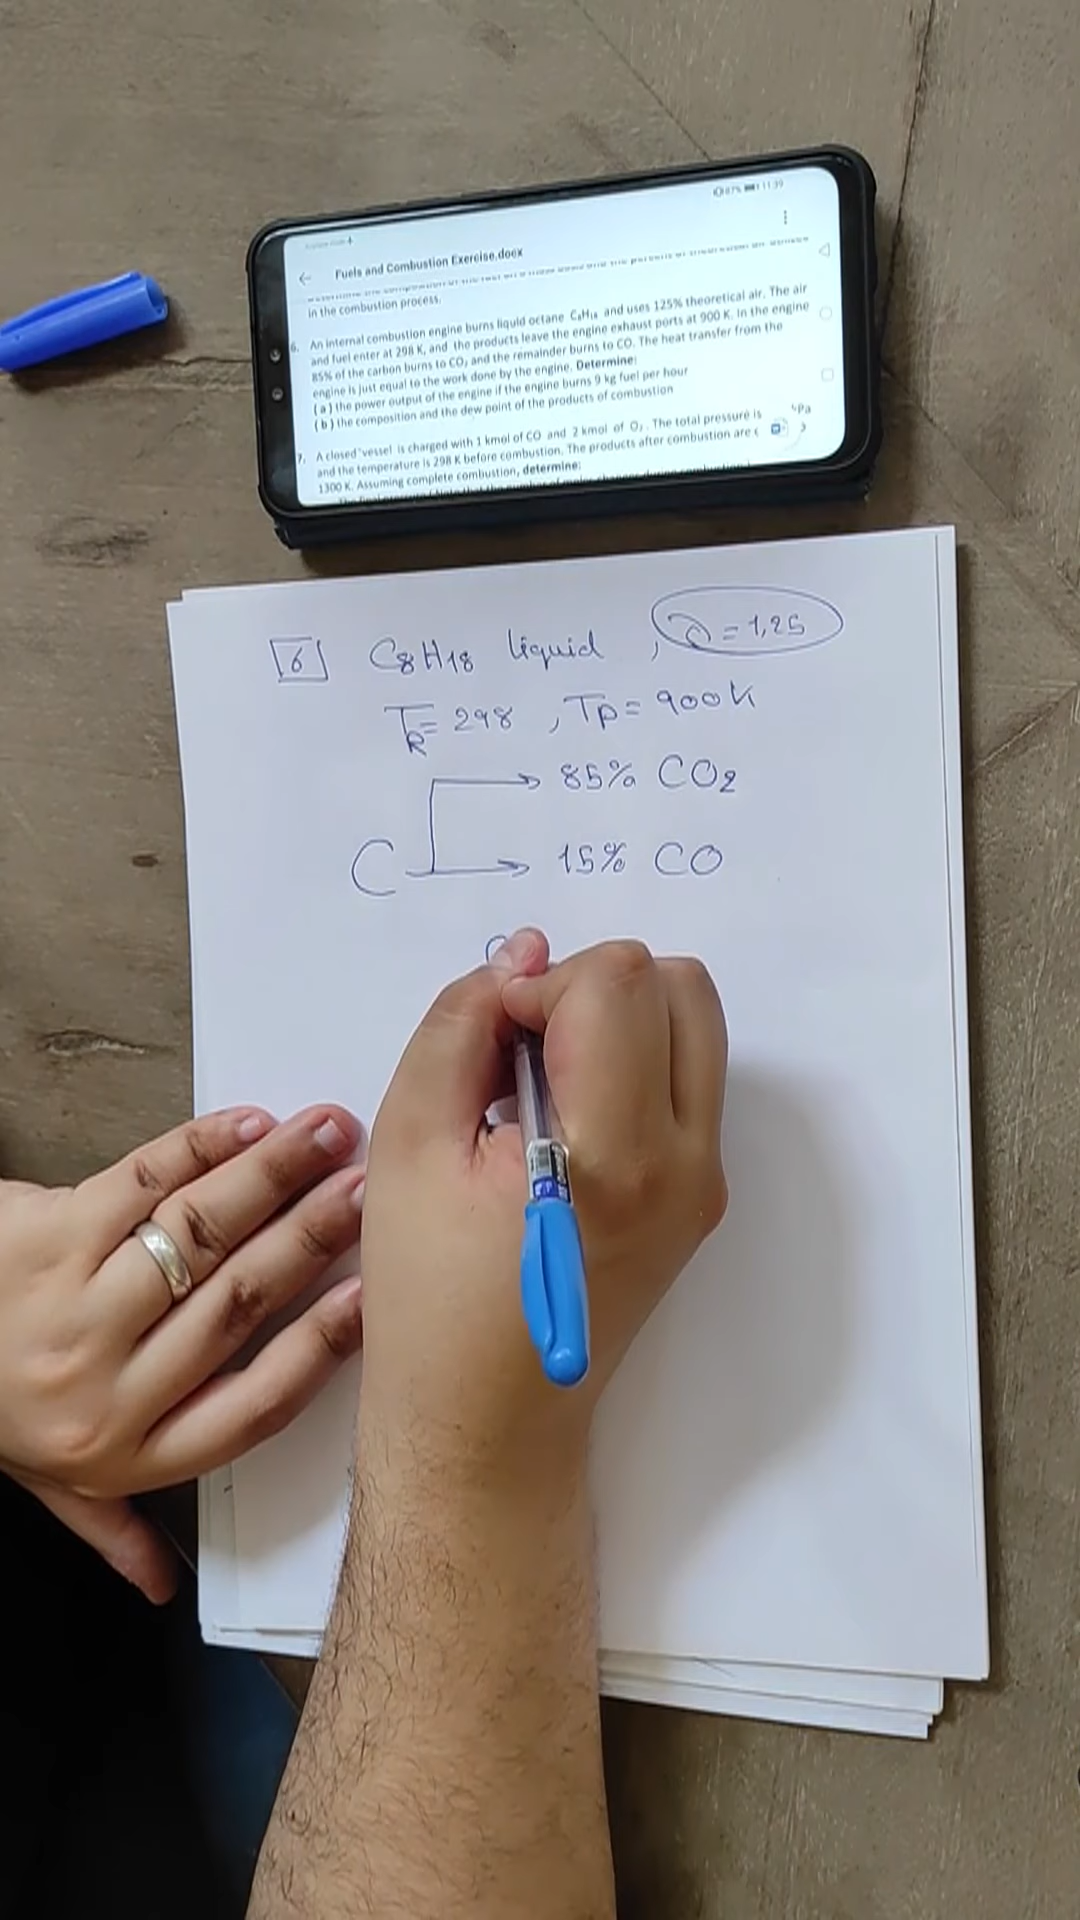 87% 11:39
Fuels and Combustion Exercise.docx
in the combustion process.
6. An internal combustion engine burns liquid octane C₈H₁₈ and uses 125% theoretical air. The air
and fuel enter at 298 K, and the products leave the engine exhaust ports at 900 K. In the engine
85% of the carbon burns to CO₂ and the remainder burns to CO. The heat transfer from the
engine is just equal to the work done by the engine. Determine:
(a) the power output of the engine if the engine burns 9 kg fuel per hour
(b) the composition and the dew point of the products of combustion
7. A closed vessel is charged with 1 kmol of CO and 2 kmol of O₂. The total pressure is kPa
and the temperature is 298 K before combustion. The products after combustion are
1300 K. Assuming complete combustion, determine:
6 C8H18 liquid , λ = 1,25
TR = 298 , Tp = 900 K
85% CO2
C
15% CO